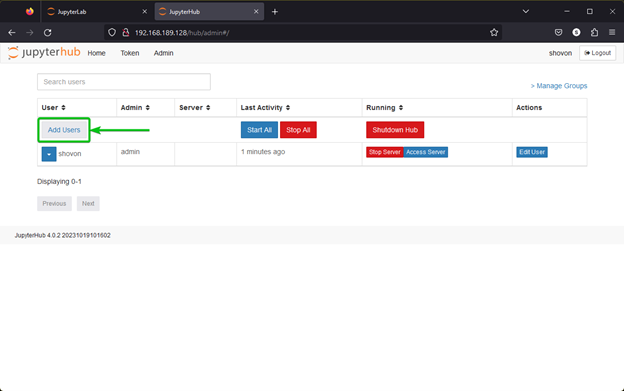 JupyterLab
JupyterHub
192.168.189.128/hub/admin#/
S
jupyterhub Home Token Admin shovon Logout
Search users
> Manage Groups
User Admin Server Last Activity Running Actions
Add Users Start All Stop All Shutdown Hub
shovon admin 1 minutes ago Stop Server Access Server Edit User
Displaying 0-1
Previous Next
JupyterHub 4.0.2 20231019101602